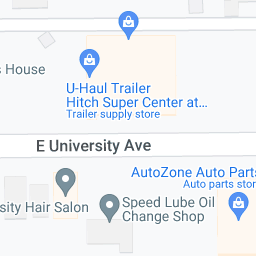 s House
U-Haul Trailer
Hitch Super Center at...
Trailer supply store
E University Ave
AutoZone Auto Parts
Auto parts store
sity Hair Salon
Speed Lube Oil
Change Shop